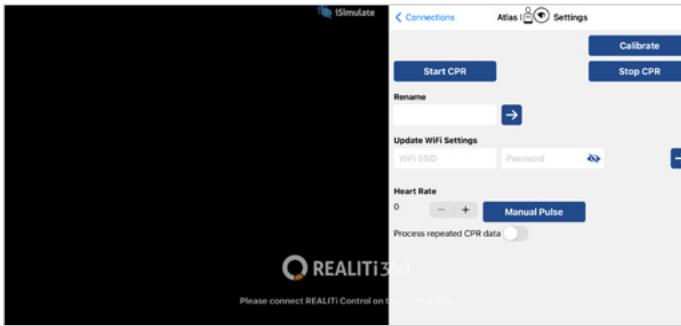 iSimulate
Connections
Atlas I
Settings
Calibrate
Start CPR
Stop CPR
Rename
Update WiFi Settings
WiFi SSID
Password
Heart Rate
0
- +
Manual Pulse
Process repeated CPR data
REALITi360
Please connect REALITi Control on